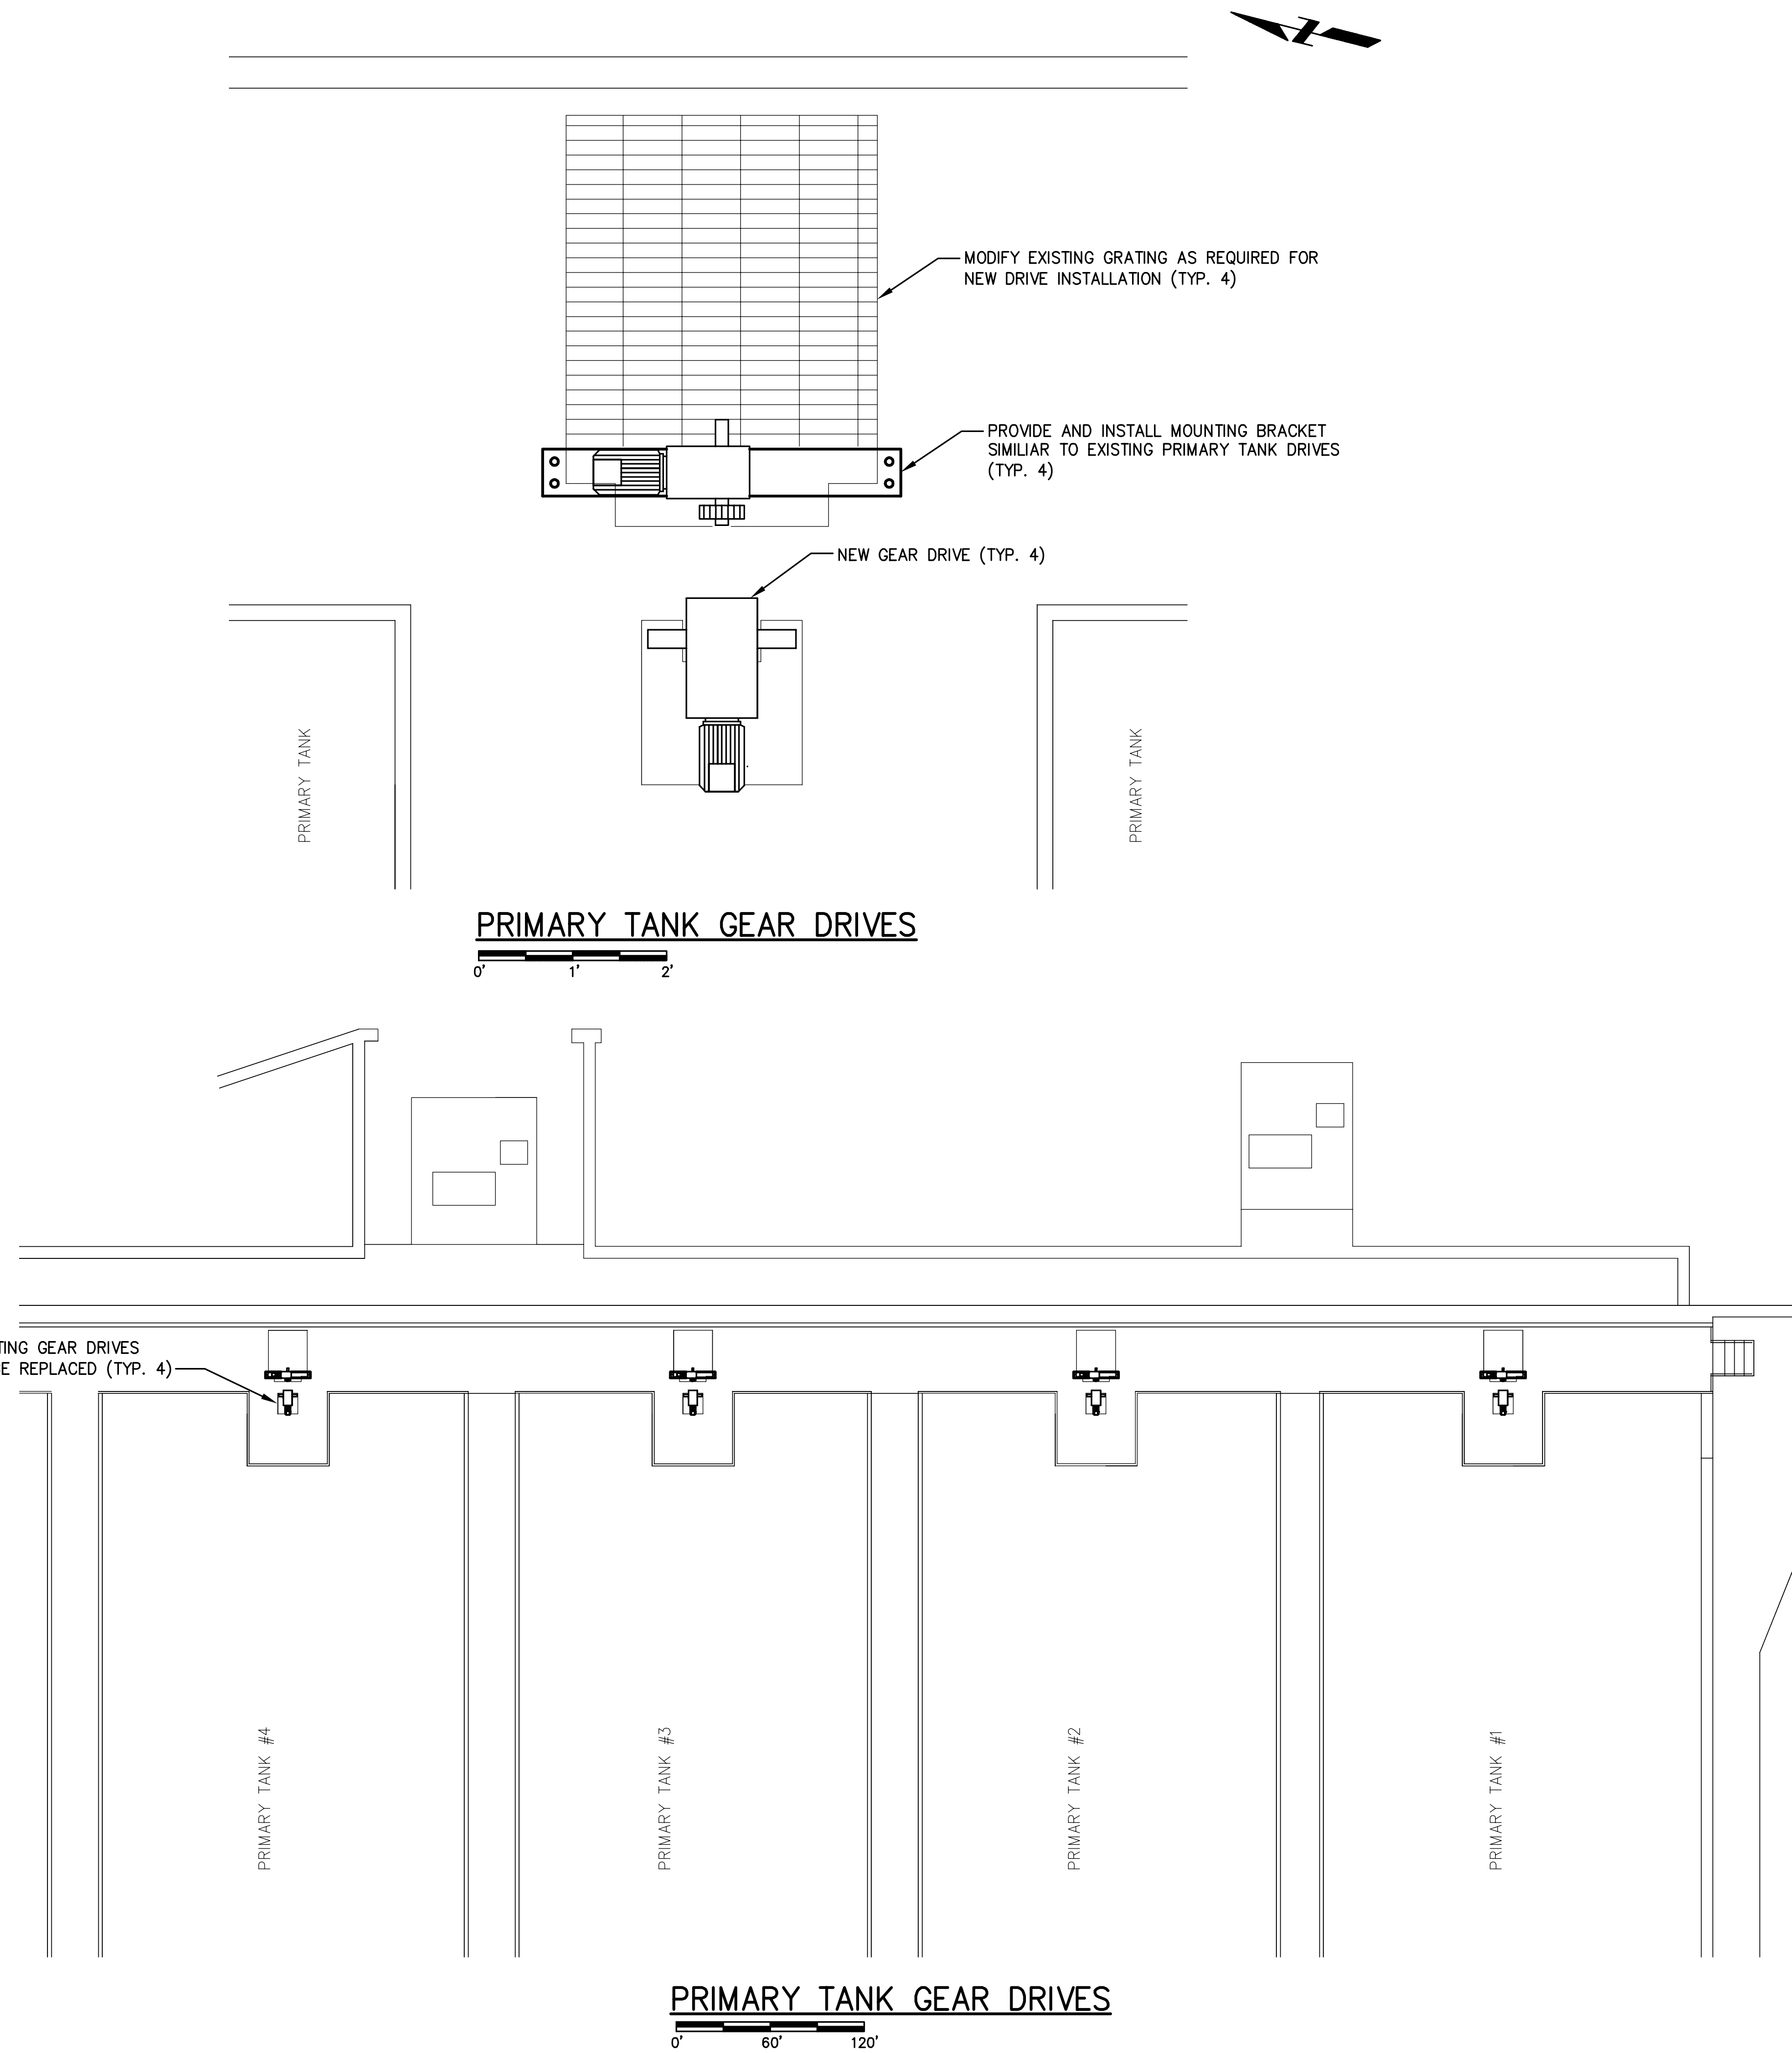 MODIFY EXISTING GRATING AS REQUIRED FOR
NEW DRIVE INSTALLATION (TYP. 4)
PROVIDE AND INSTALL MOUNTING BRACKET
SIMILIAR TO EXISTING PRIMARY TANK DRIVES
(TYP. 4)
NEW GEAR DRIVE (TYP. 4)
PRIMARY TANK
PRIMARY TANK
PRIMARY TANK GEAR DRIVES
0' 1' 2'
GEAR DRIVES
REPLACED (TYP. 4)
PRIMARY TANK #4
PRIMARY TANK #3
PRIMARY TANK #2
PRIMARY TANK #1
PRIMARY TANK GEAR DRIVES
0' 60' 120'